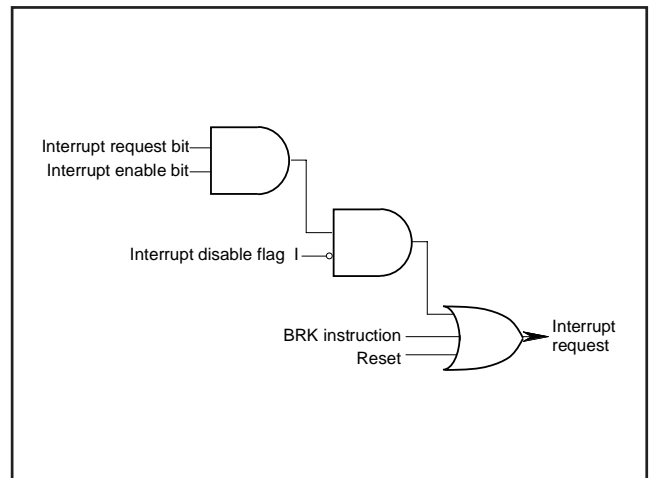 Interrupt request bit
Interrupt enable bit
Interrupt disable flag I
BRK instruction
Reset
Interrupt
request